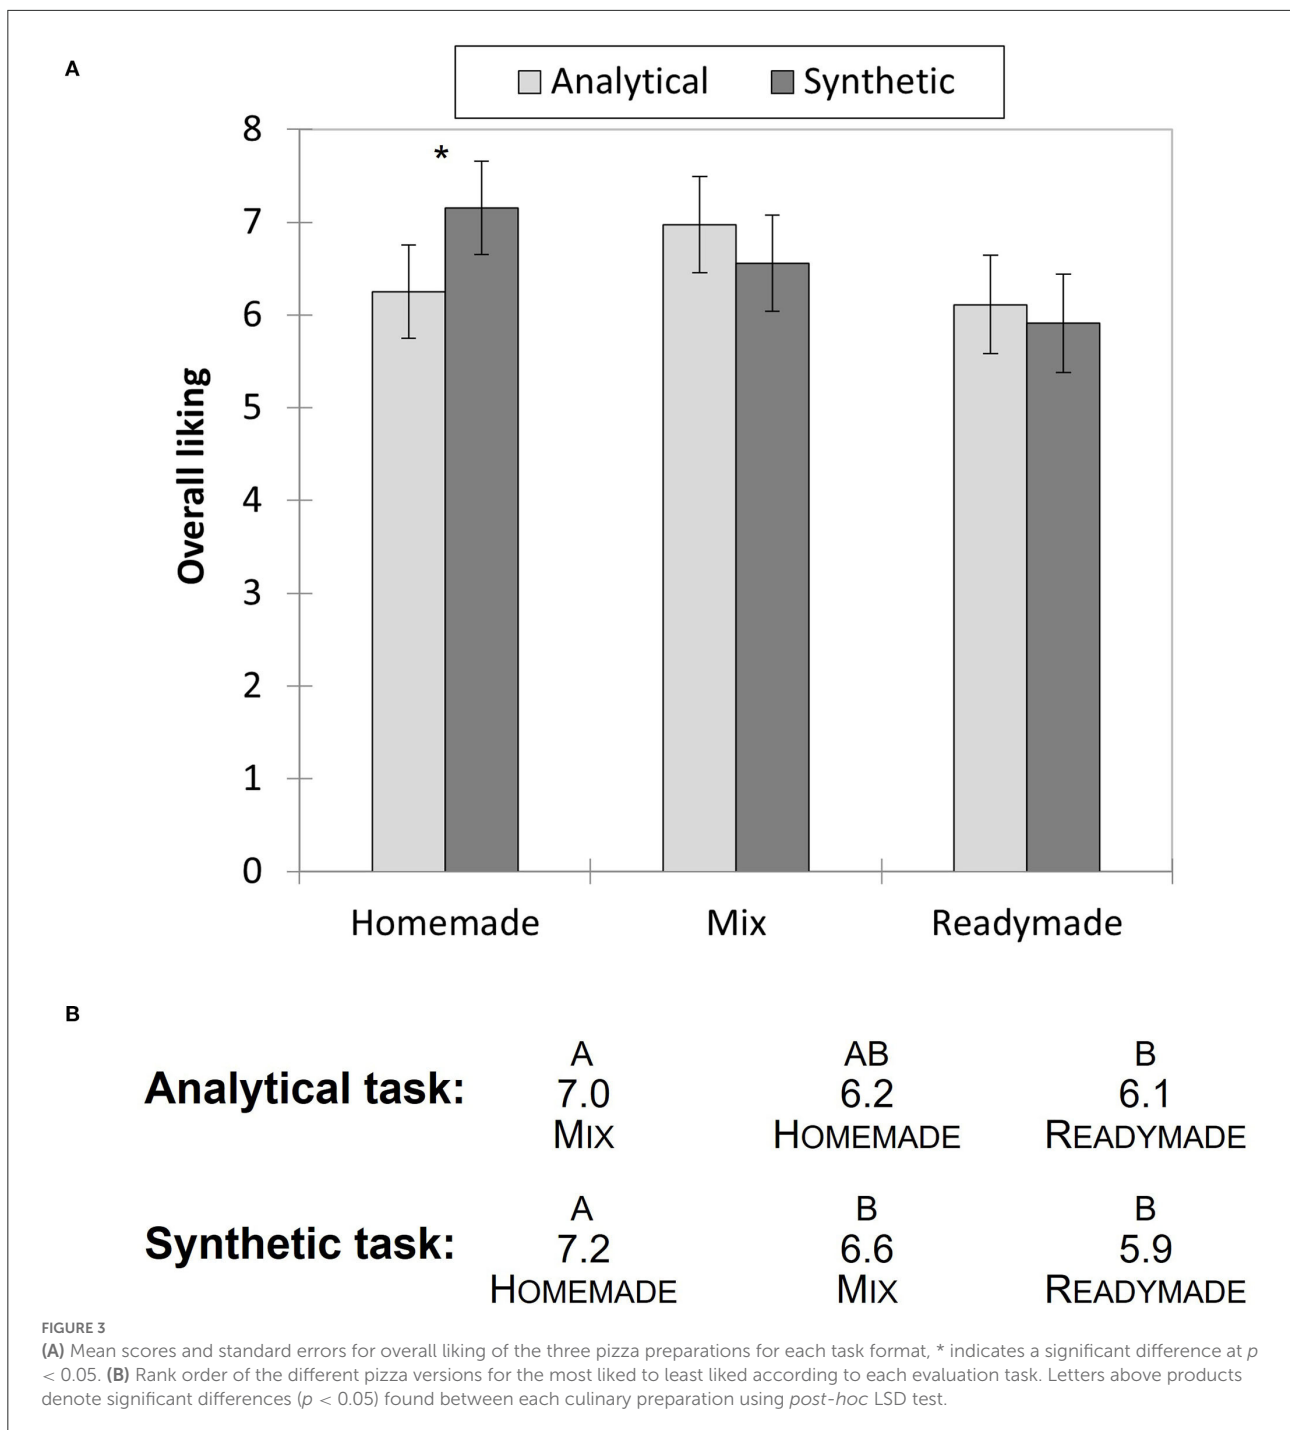 A
Analytical Synthetic
8
*
7
6
5
4
3
2
1
0
Overall liking
Homemade Mix Readymade
B
A AB B
Analytical task: 7.0 6.2 6.1
MIX HOMEMADE READYMADE
A B B
Synthetic task: 7.2 6.6 5.9
HOMEMADE MIX READYMADE
FIGURE 3
(A) Mean scores and standard errors for overall liking of the three pizza preparations for each task format, * indicates a significant difference at p
< 0.05. (B) Rank order of the different pizza versions for the most liked to least liked according to each evaluation task. Letters above products
denote significant differences (p < 0.05) found between each culinary preparation using post-hoc LSD test.